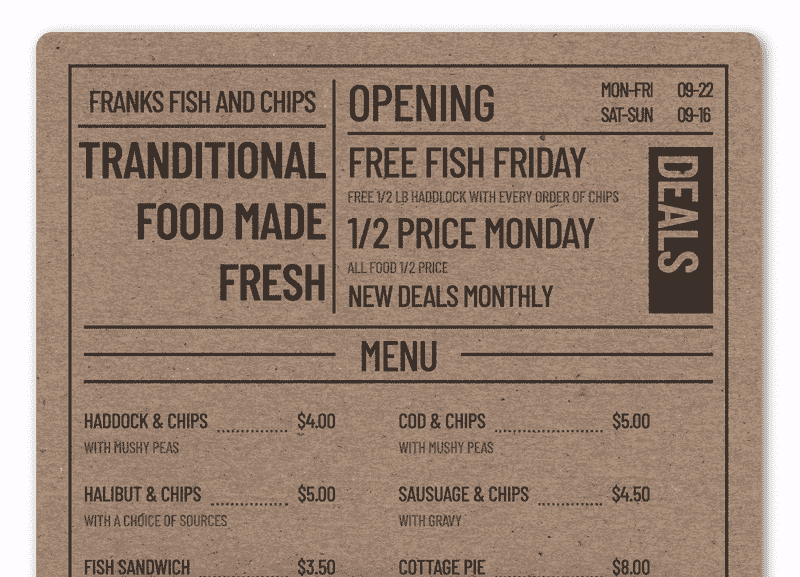 FRANKS FISH AND CHIPS
TRANDITIONAL
FOOD MADE
FRESH
OPENING
MON-FRI 09-22
SAT-SUN 09-16
FREE FISH FRIDAY
FREE 1/2 LB HADDLOCK WITH EVERY ORDER OF CHIPS
1/2 PRICE MONDAY
ALL FOOD 1/2 PRICE
NEW DEALS MONTHLY
DEALS
MENU
HADDOCK & CHIPS $4.00
WITH MUSHY PEAS
COD & CHIPS $5.00
WITH MUSHY PEAS
HALIBUT & CHIPS $5.00
WITH A CHOICE OF SOURCES
SAUSUAGE & CHIPS $4.50
WITH GRAVY
FISH SANDWICH $3.50
COTTAGE PIE $8.00